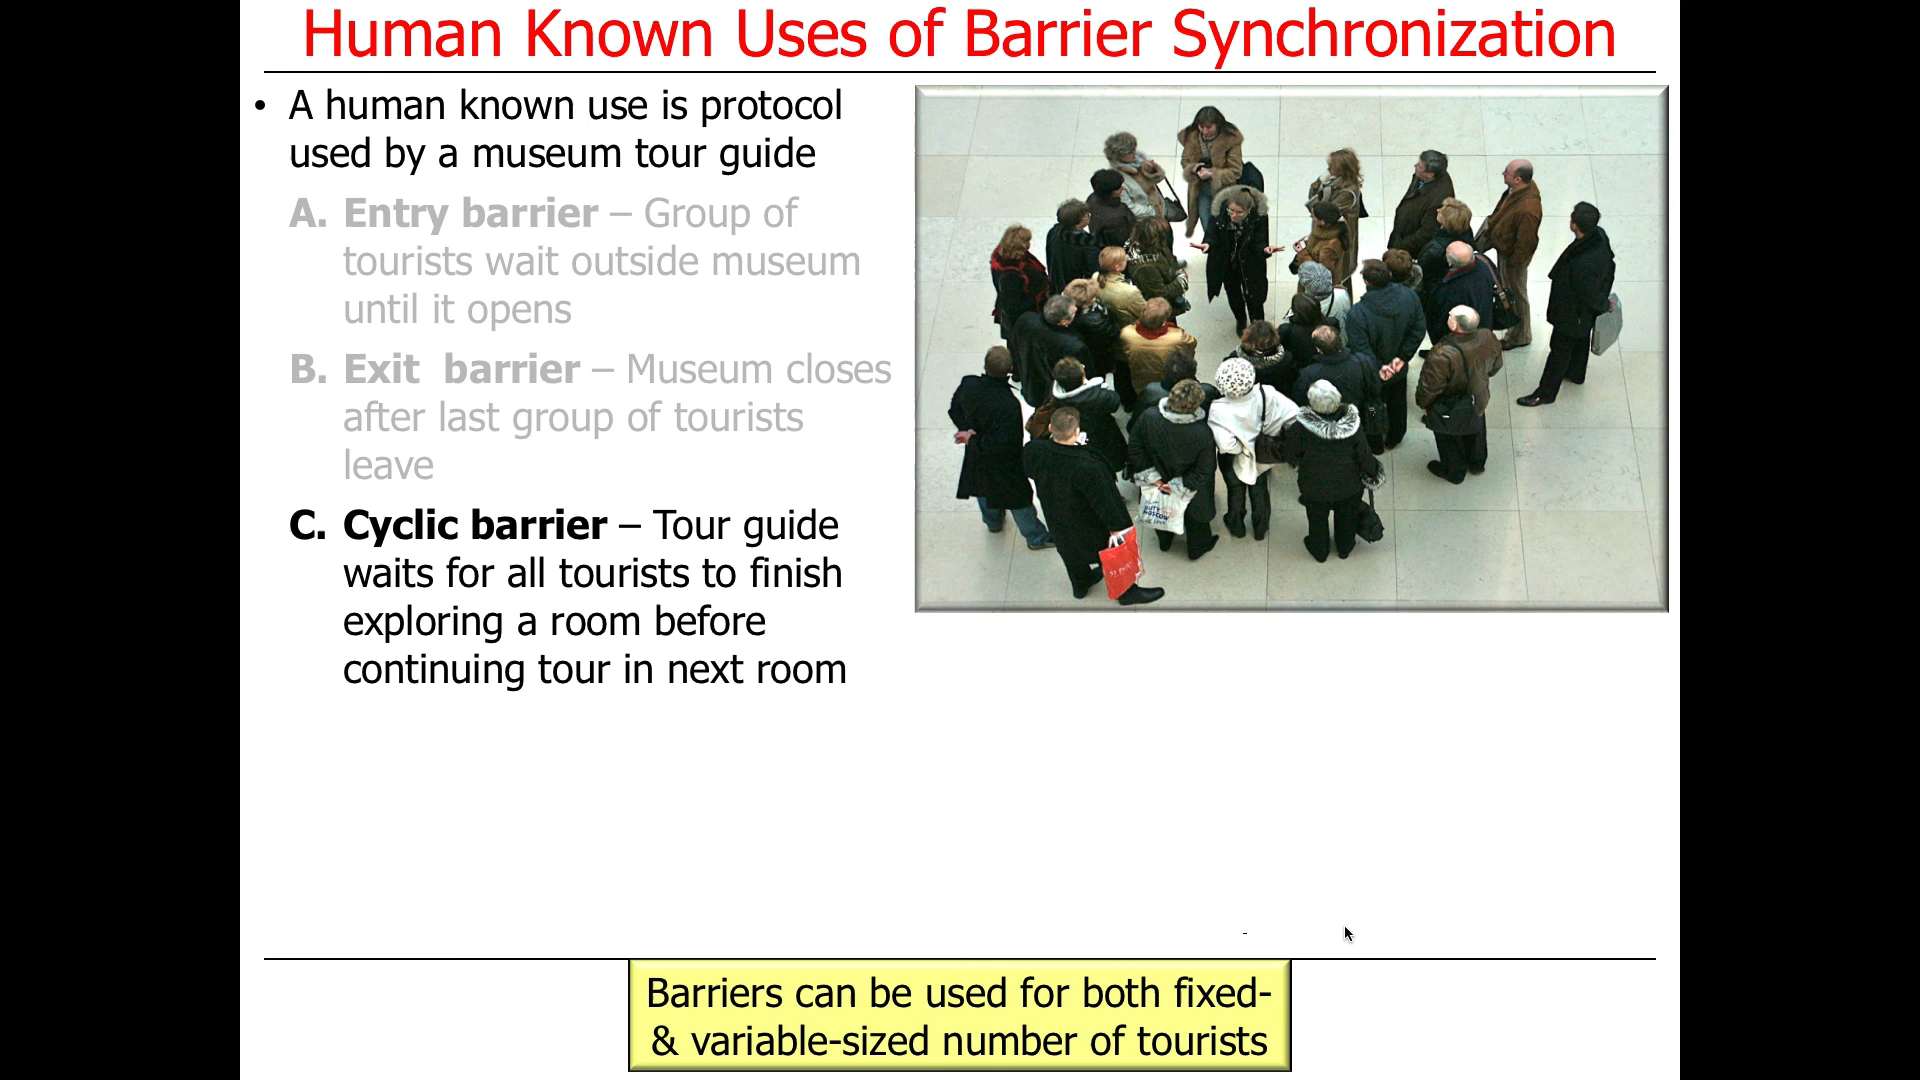 Human Known Uses of Barrier Synchronization
• A human known use is protocol
used by a museum tour guide
A. Entry barrier – Group of
tourists wait outside museum
until it opens
B. Exit  barrier – Museum closes
after last group of tourists
leave
C. Cyclic barrier – Tour guide
waits for all tourists to finish
exploring a room before
continuing tour in next room
Barriers can be used for both fixed-
& variable-sized number of tourists